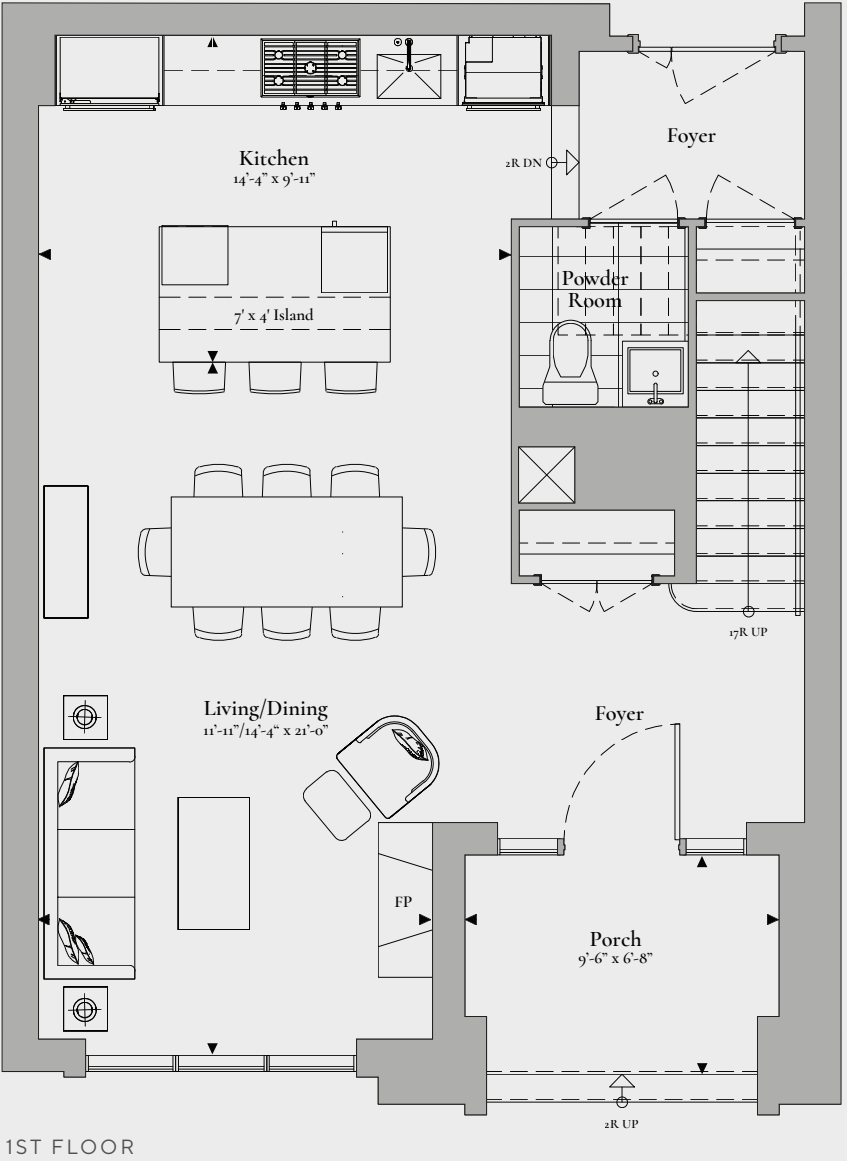 Foyer
Kitchen
14’-4” x 9’-11”
2R DN
Powder
Room
7' x 4' Island
17R UP
Living/Dining
11’-11”/14’-4“ x 21’-0”
Foyer
FP
Porch
9’-6” x 6’-8”
2R UP
1ST FLOOR